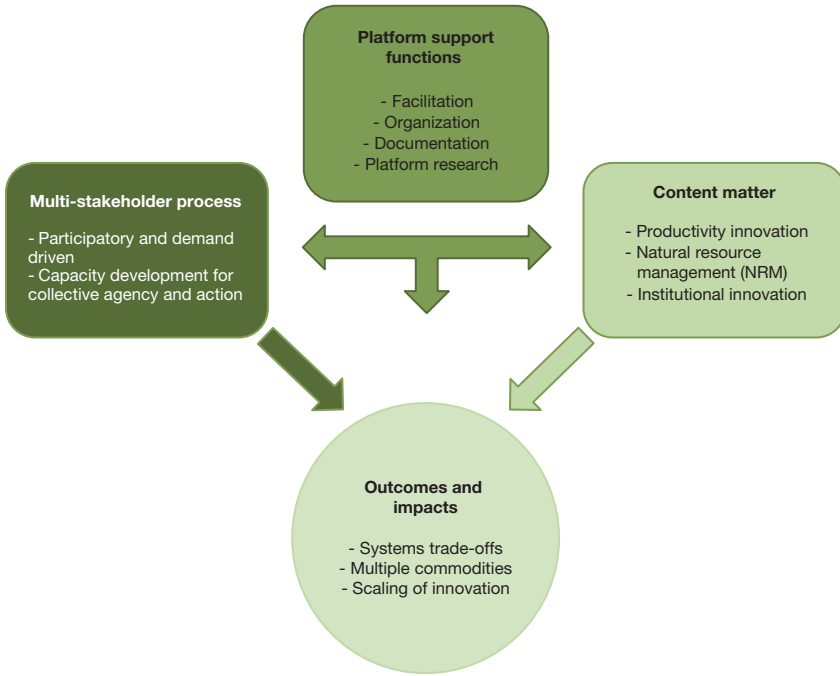 Platform support
functions
- Facilitation
- Organization
- Documentation
- Platform research
Multi-stakeholder process
- Participatory and demand
driven
- Capacity development for
collective agency and action
Content matter
- Productivity innovation
- Natural resource
management (NRM)
- Institutional innovation
Outcomes and
impacts
- Systems trade-offs
- Multiple commodities
- Scaling of innovation